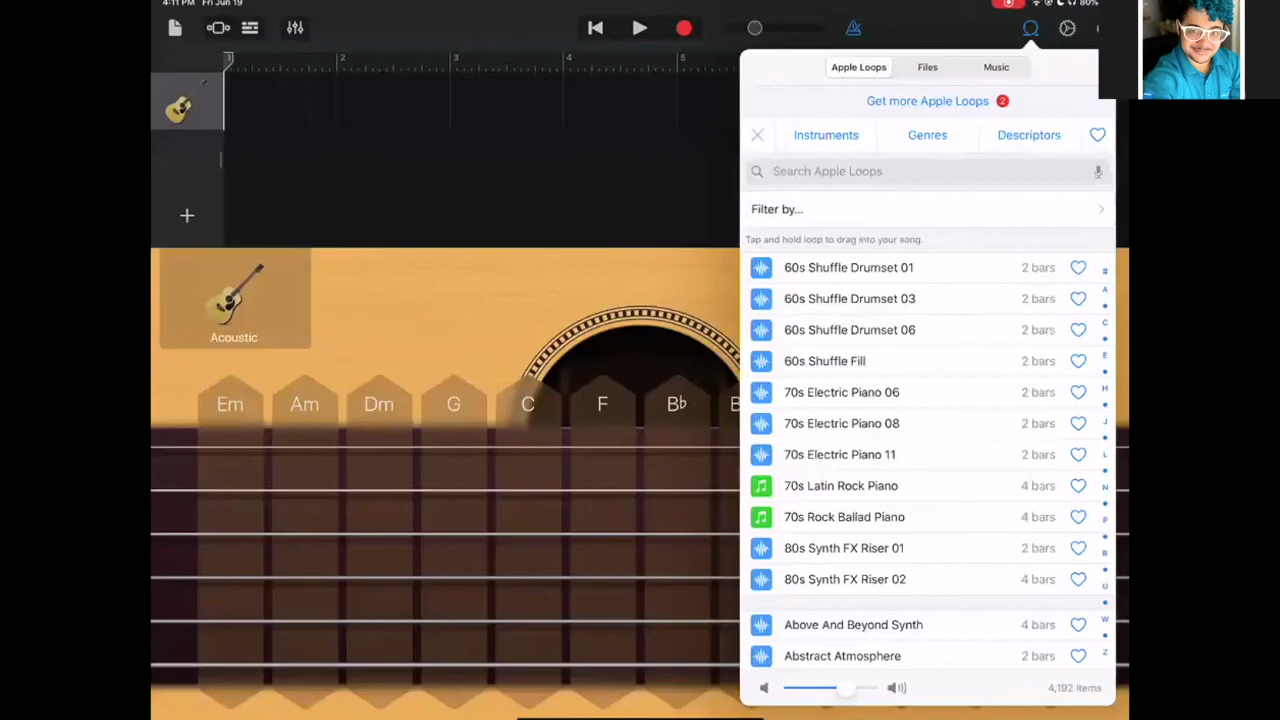 4:11 PM Fri Jun 19
80%
1 2 3 4 5
Apple Loops Files Music
Get more Apple Loops 2
Instruments Genres Descriptors
Search Apple Loops
Filter by...
Tap and hold loop to drag into your song.
60s Shuffle Drumset 01 2 bars
60s Shuffle Drumset 03 2 bars
60s Shuffle Drumset 06 2 bars
60s Shuffle Fill 2 bars
70s Electric Piano 06 2 bars
70s Electric Piano 08 2 bars
70s Electric Piano 11 2 bars
70s Latin Rock Piano 4 bars
70s Rock Ballad Piano 4 bars
80s Synth FX Riser 01 2 bars
80s Synth FX Riser 02 4 bars
Above And Beyond Synth 4 bars
Abstract Atmosphere 2 bars
4,192 items
#
A
C
E
H
J
L
N
P
W
Z
Acoustic
Em Am Dm G C F B♭